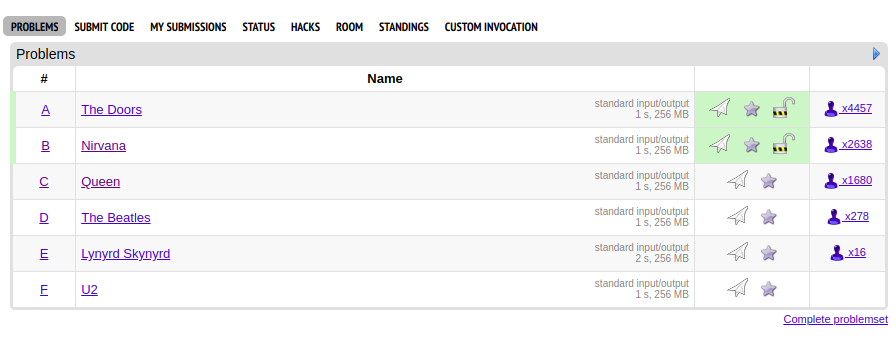 PROBLEMS SUBMIT CODE MY SUBMISSIONS STATUS HACKS ROOM STANDINGS CUSTOM INVOCATION
Problems
# Name
A The Doors standard input/output x4457
1 s, 256 MB
B Nirvana standard input/output x2638
1 s, 256 MB
C Queen standard input/output x1680
1 s, 256 MB
D The Beatles standard input/output x278
1 s, 256 MB
E Lynyrd Skynyrd standard input/output x16
2 s, 256 MB
F U2 standard input/output
1 s, 256 MB
Complete problemset